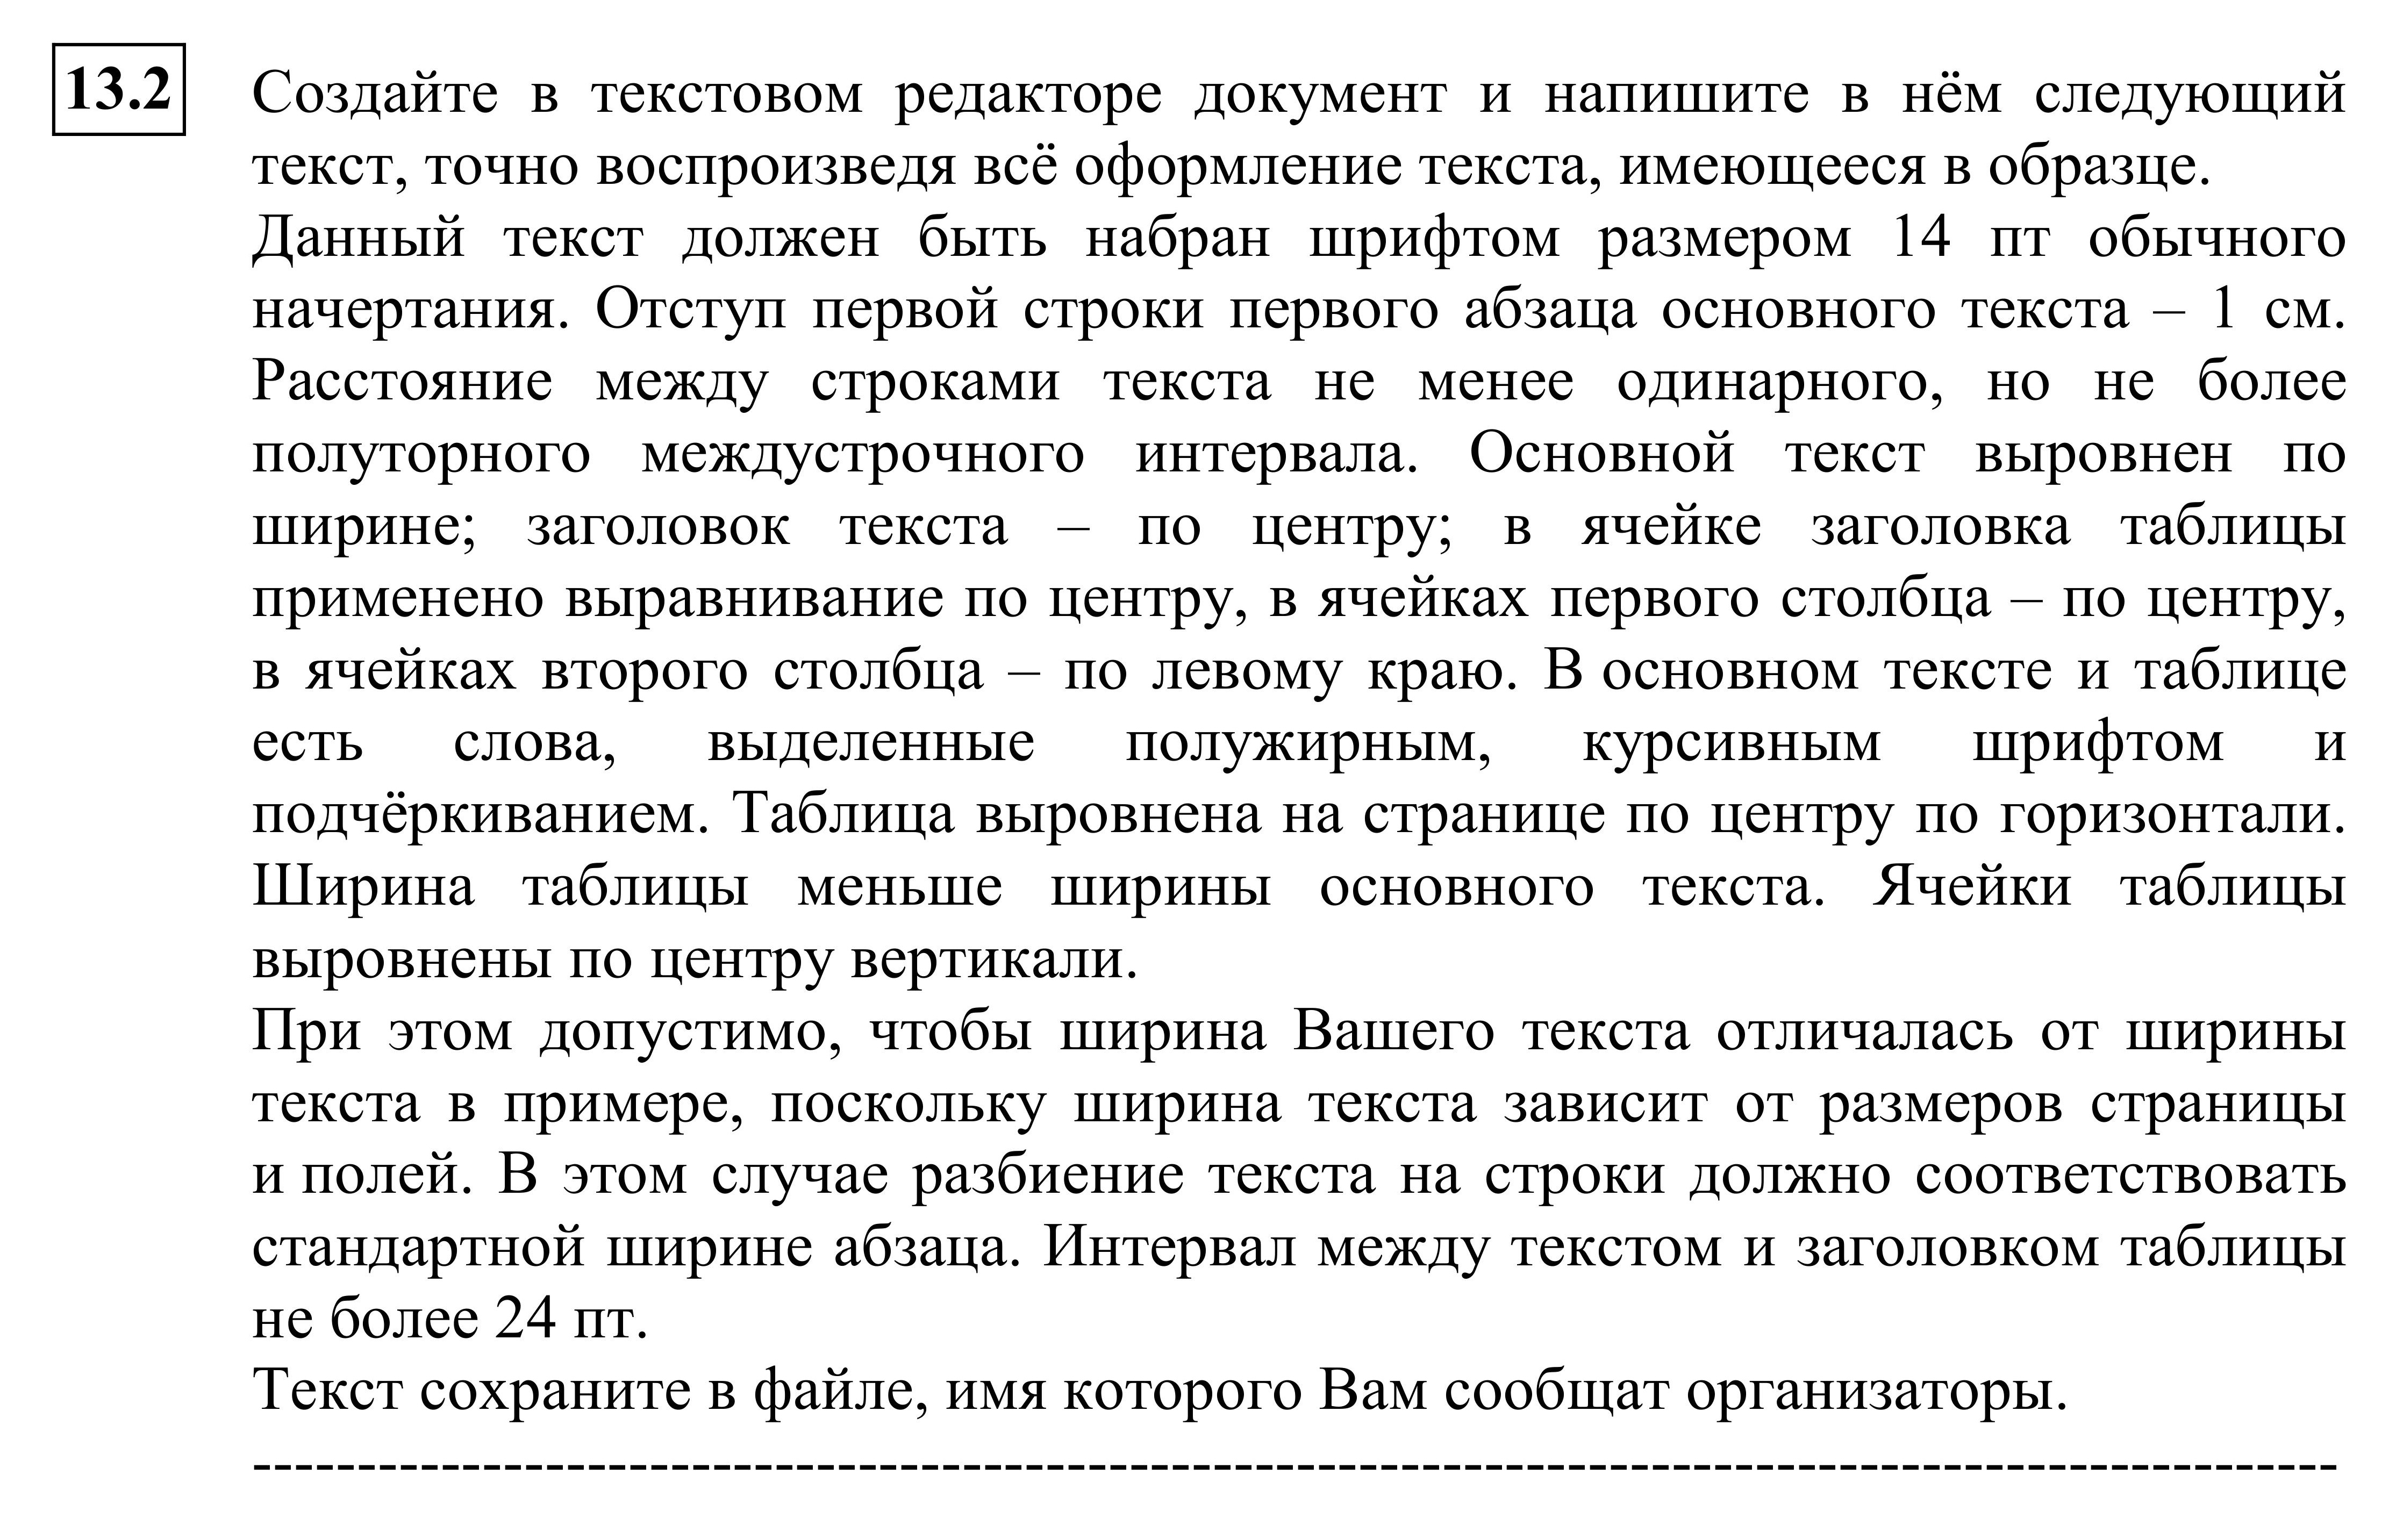 13.2
Создайте в текстовом редакторе документ и напишите в нём следующий
текст, точно воспроизведя всё оформление текста, имеющееся в образце.
Данный текст должен быть набран шрифтом размером 14 пт обычного
начертания. Отступ первой строки первого абзаца основного текста – 1 см.
Расстояние между строками текста не менее одинарного, но не более
полуторного междустрочного интервала. Основной текст выровнен по
ширине; заголовок текста – по центру; в ячейке заголовка таблицы
применено выравнивание по центру, в ячейках первого столбца – по центру,
в ячейках второго столбца – по левому краю. В основном тексте и таблице
есть слова, выделенные полужирным, курсивным шрифтом и
подчёркиванием. Таблица выровнена на странице по центру по горизонтали.
Ширина таблицы меньше ширины основного текста. Ячейки таблицы
выровнены по центру вертикали.
При этом допустимо, чтобы ширина Вашего текста отличалась от ширины
текста в примере, поскольку ширина текста зависит от размеров страницы
и полей. В этом случае разбиение текста на строки должно соответствовать
стандартной ширине абзаца. Интервал между текстом и заголовком таблицы
не более 24 пт.
Текст сохраните в файле, имя которого Вам сообщат организаторы.